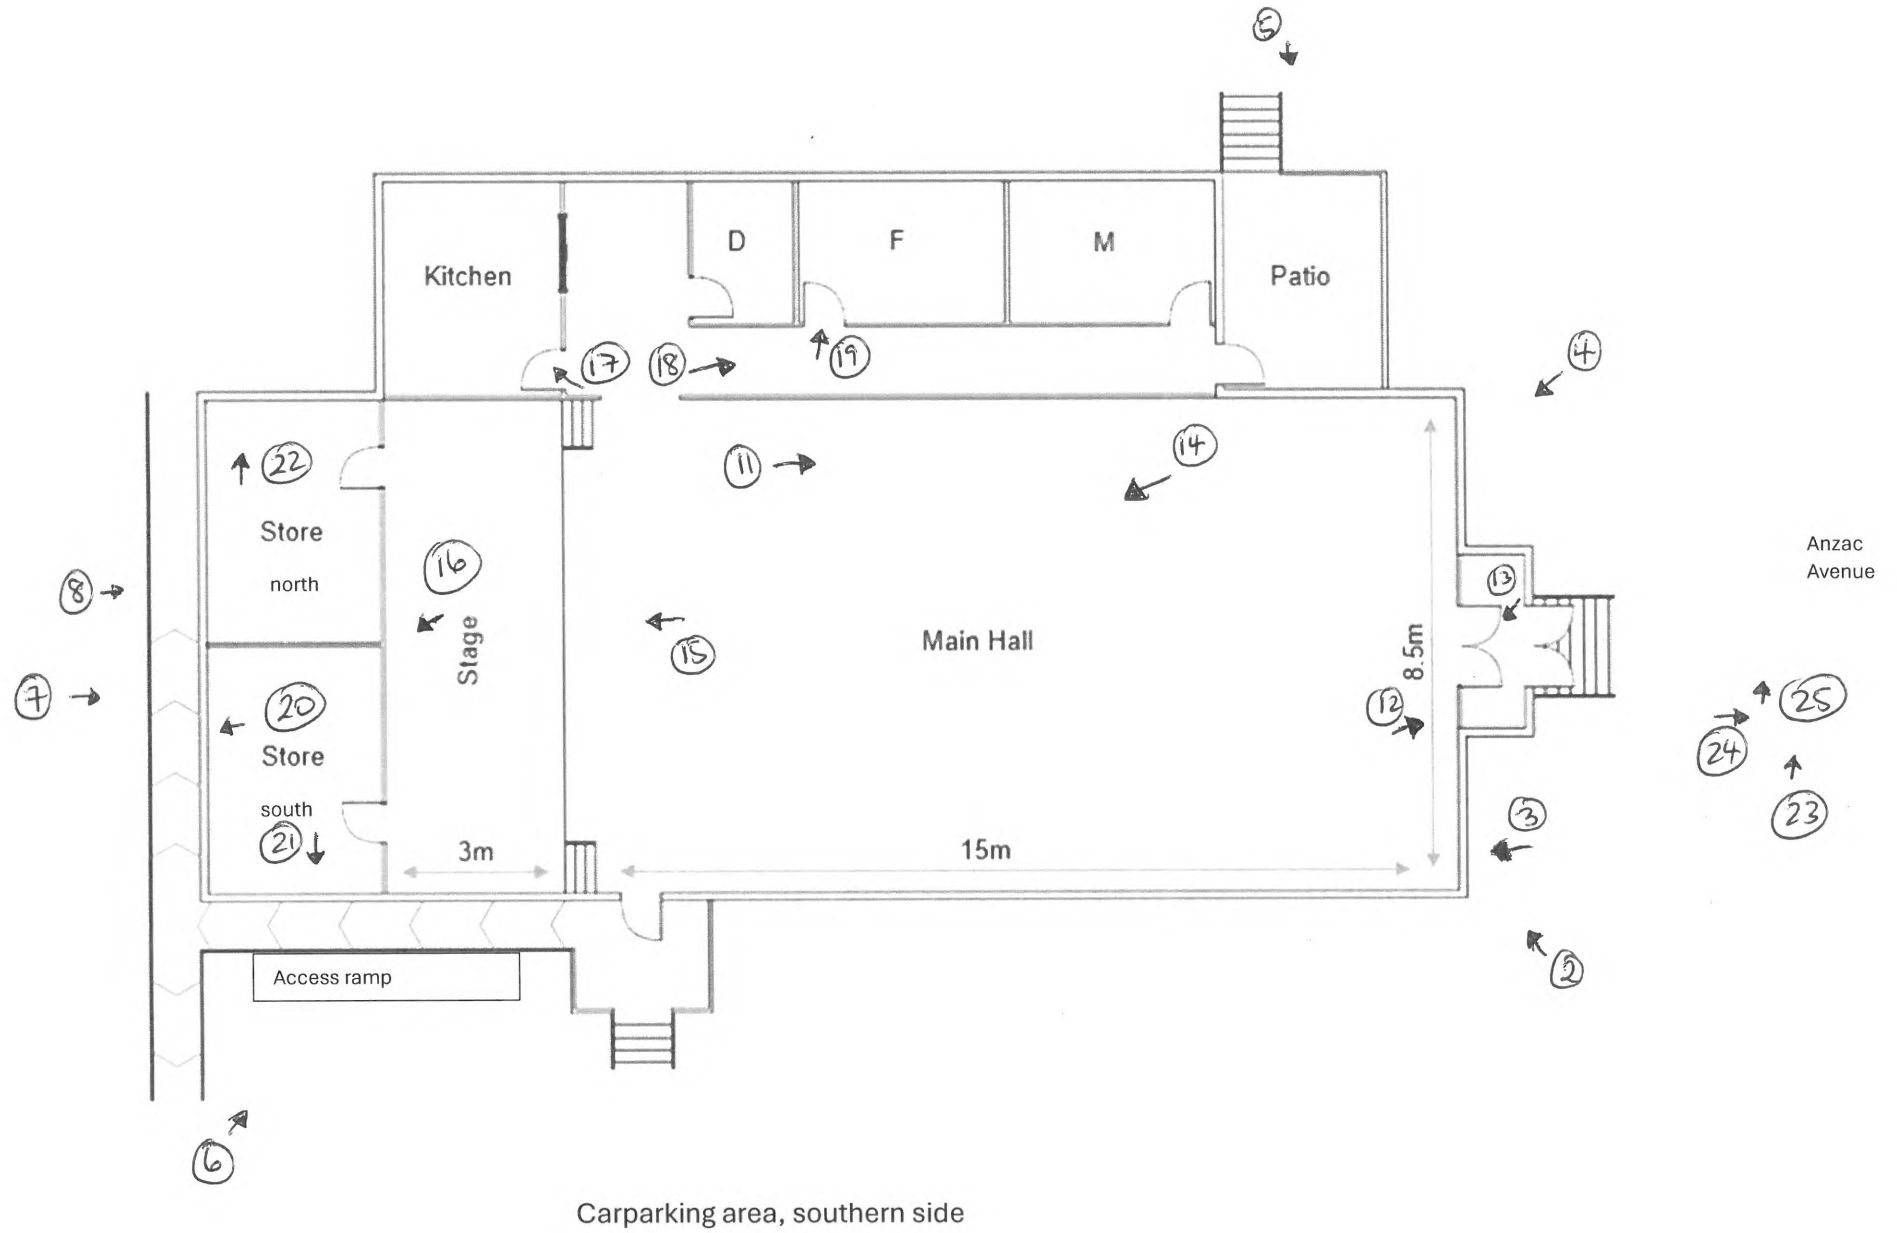 5
D
F
M
Kitchen
Patio
17
18
19
4
22
11
14
Store
north
16
Stage
8
13
Anzac
Avenue
15
Main Hall
8.5m
7
20
12
25
24
Store
south
21
3m
15m
3
23
2
Access ramp
6
Carparking area, southern side